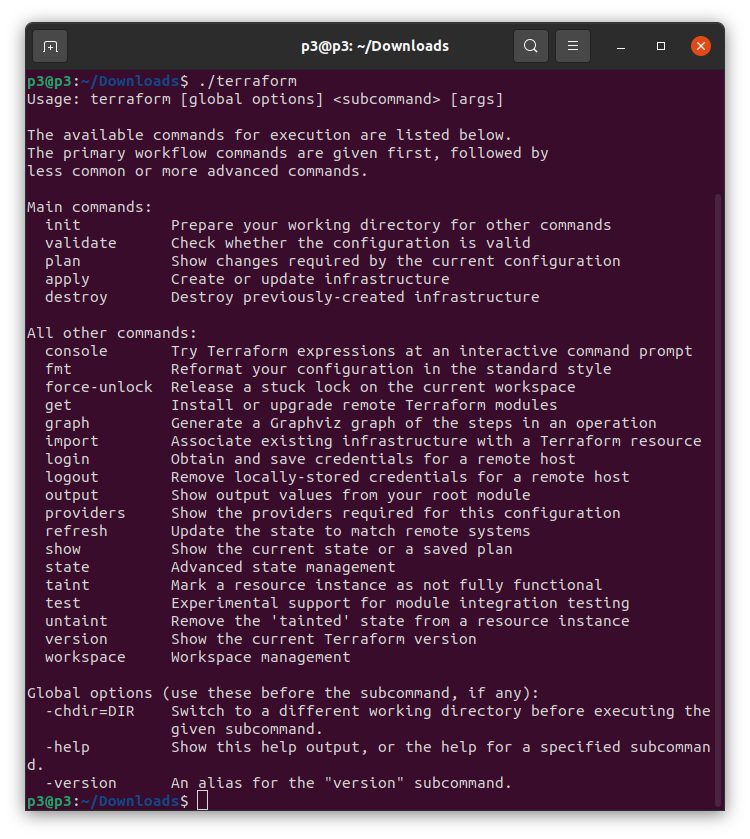 p3@p3: ~/Downloads
p3@p3:~/Downloads$ ./terraform
Usage: terraform [global options] <subcommand> [args]

The available commands for execution are listed below.
The primary workflow commands are given first, followed by
less common or more advanced commands.

Main commands:
  init          Prepare your working directory for other commands
  validate      Check whether the configuration is valid
  plan          Show changes required by the current configuration
  apply         Create or update infrastructure
  destroy       Destroy previously-created infrastructure

All other commands:
  console       Try Terraform expressions at an interactive command prompt
  fmt           Reformat your configuration in the standard style
  force-unlock  Release a stuck lock on the current workspace
  get           Install or upgrade remote Terraform modules
  graph         Generate a Graphviz graph of the steps in an operation
  import        Associate existing infrastructure with a Terraform resource
  login         Obtain and save credentials for a remote host
  logout        Remove locally-stored credentials for a remote host
  output        Show output values from your root module
  providers     Show the providers required for this configuration
  refresh       Update the state to match remote systems
  show          Show the current state or a saved plan
  state         Advanced state management
  taint         Mark a resource instance as not fully functional
  test          Experimental support for module integration testing
  untaint       Remove the 'tainted' state from a resource instance
  version       Show the current Terraform version
  workspace     Workspace management

Global options (use these before the subcommand, if any):
  -chdir=DIR    Switch to a different working directory before executing the
                given subcommand.
  -help         Show this help output, or the help for a specified subcomman
d.
  -version      An alias for the "version" subcommand.
p3@p3:~/Downloads$